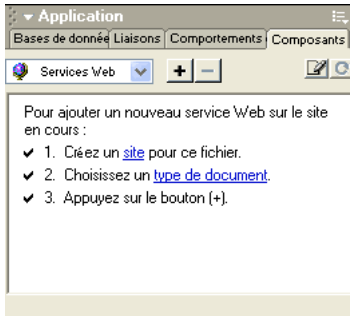 Application
Bases de donnée Liaisons Comportements Composants
Services Web
Pour ajouter un nouveau service Web sur le site
en cours :
1. Créez un site pour ce fichier.
2. Choisissez un type de document.
3. Appuyez sur le bouton (+).